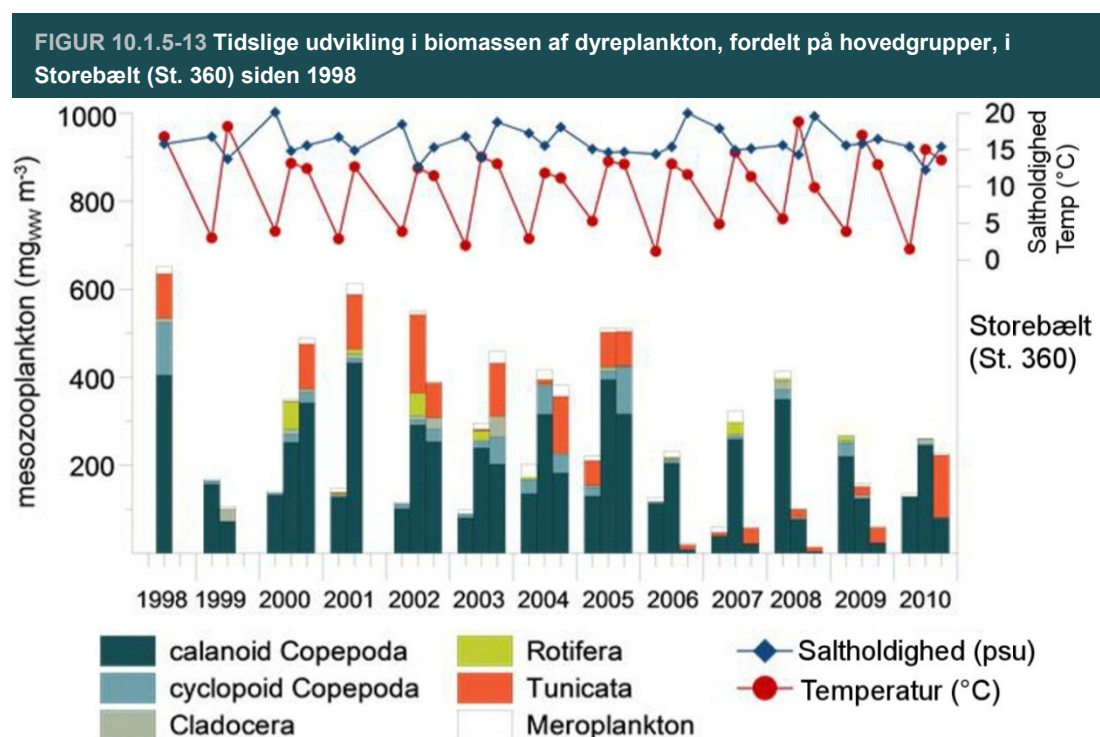 FIGUR 10.1.5-13 Tidslige udvikling i biomassen af dyreplankton, fordelt på hovedgrupper, i
Storebælt (St. 360) siden 1998
mesozooplankton (mgww m-3)
1000
800
600
400
200
20
15
10
5
0
Saltholdighed
Temp (°C)
Storebælt
(St. 360)
1998 1999 2000 2001 2002 2003 2004 2005 2006 2007 2008 2009 2010
calanoid Copepoda
cyclopoid Copepoda
Cladocera
Rotifera
Tunicata
Meroplankton
Saltholdighed (psu)
Temperatur (°C)